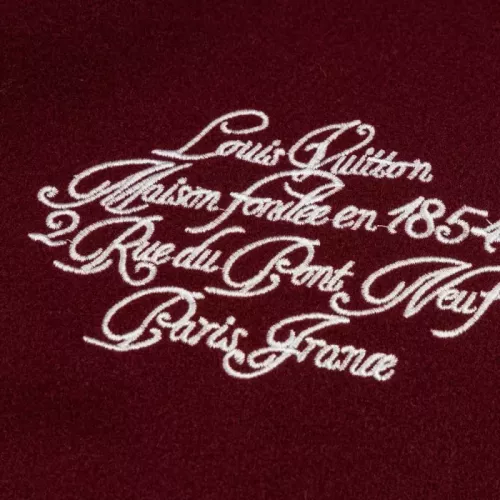 Louis Vuitton
Maison fondée en 1854
2 Rue du Pont Neuf
Paris, France